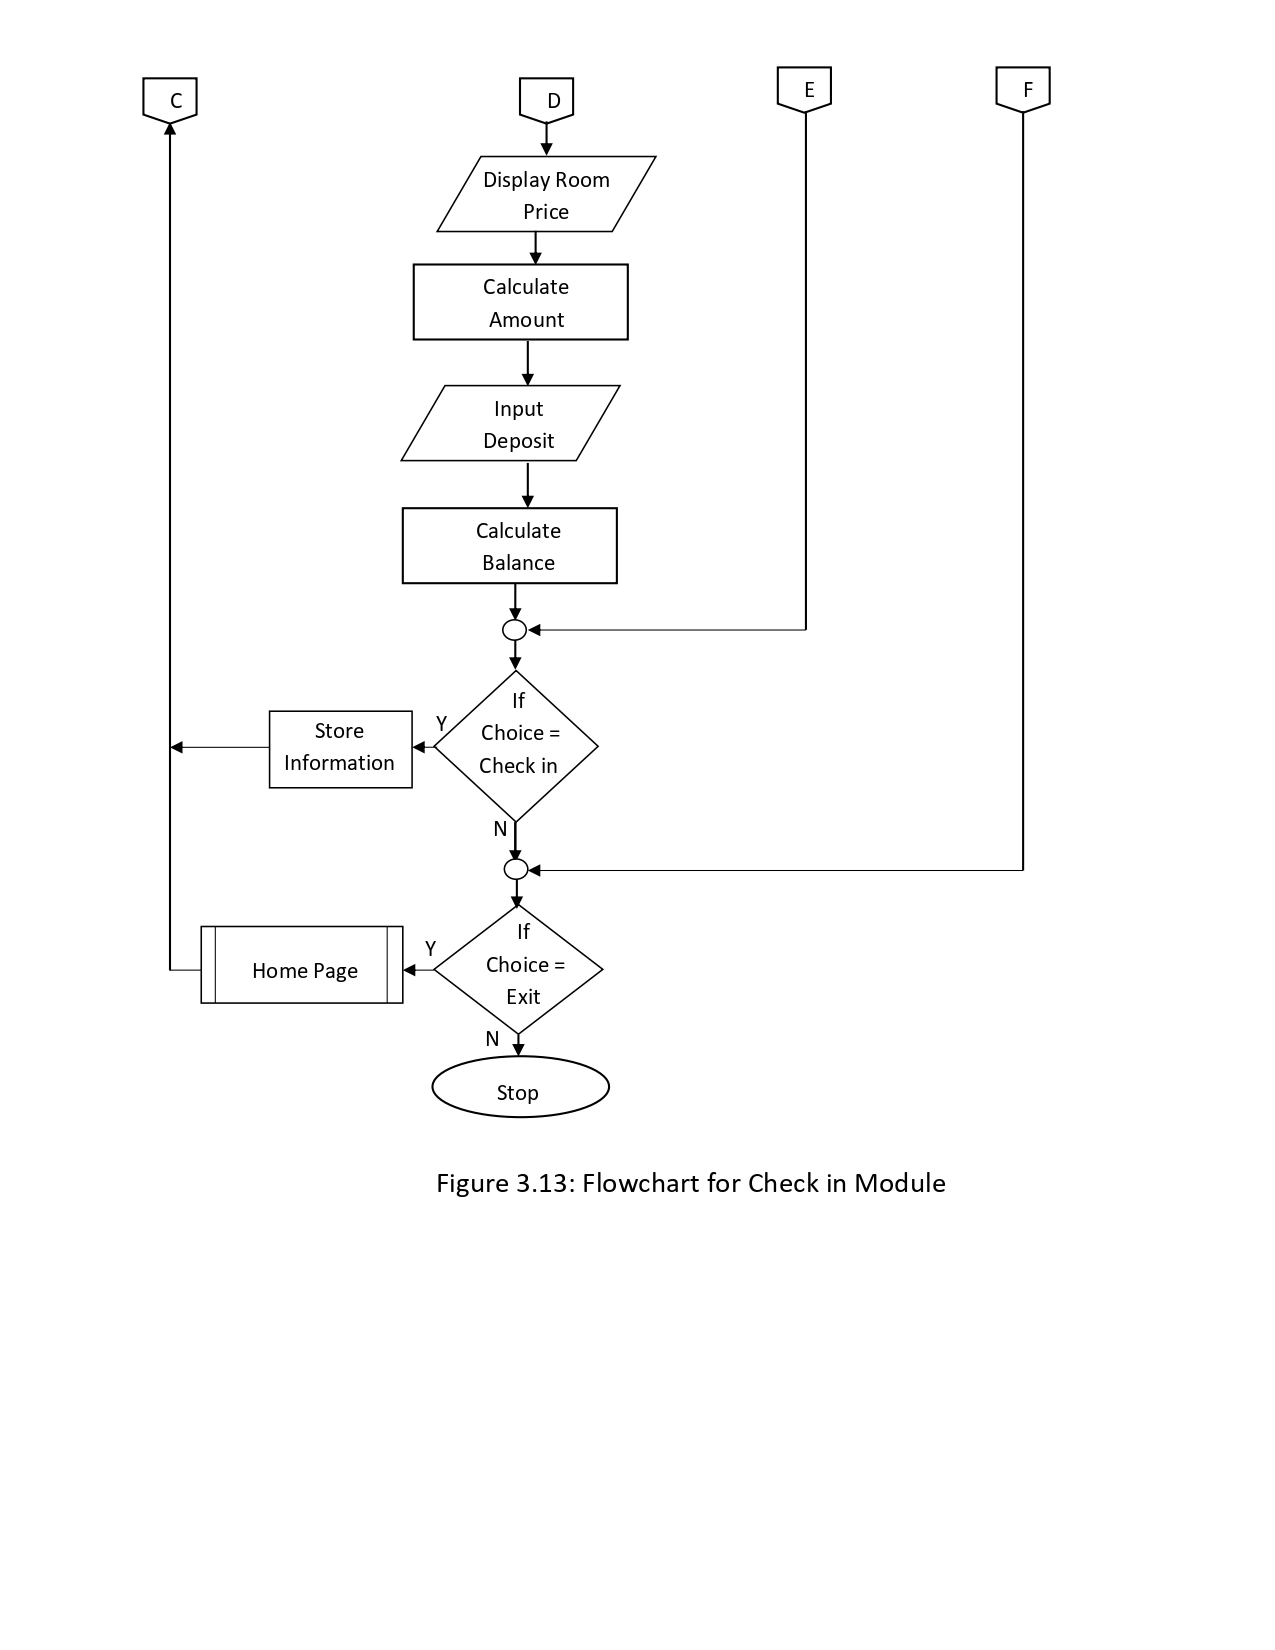 C
D
E
F
Display Room
Price
Calculate
Amount
Input
Deposit
Calculate
Balance
If
Choice =
Check in
Y
Store
Information
N
If
Choice =
Exit
Y
Home Page
N
Stop
Figure 3.13: Flowchart for Check in Module